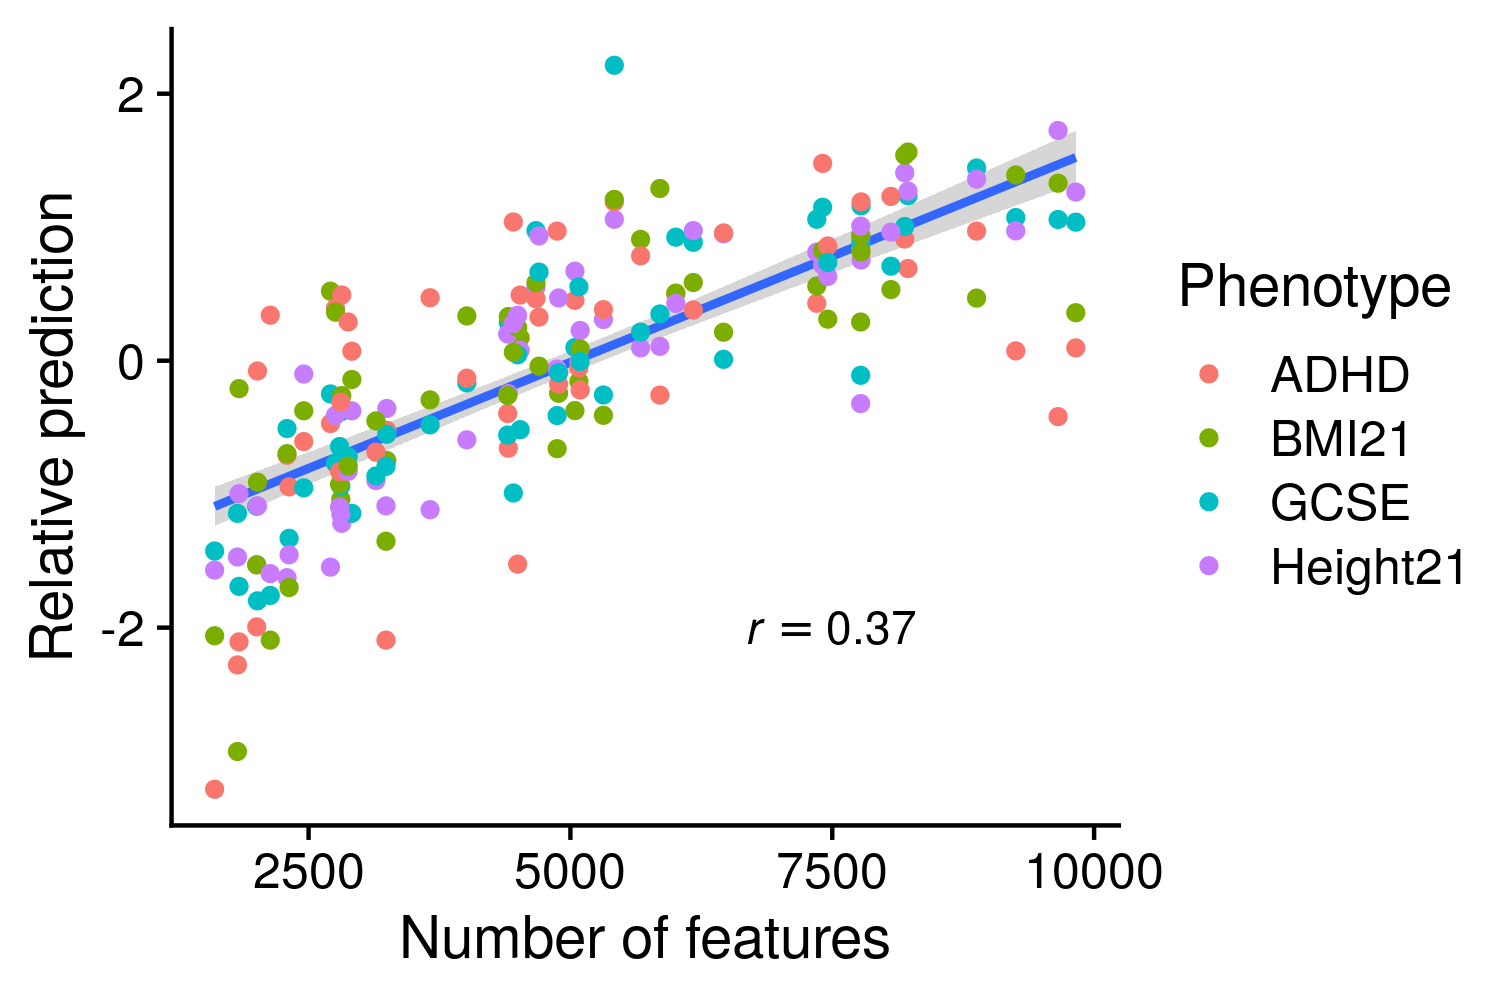 2
0
-2
Relative prediction
2500 5000 7500 10000
Number of features
r = 0.37
Phenotype
ADHD
BMI21
GCSE
Height21